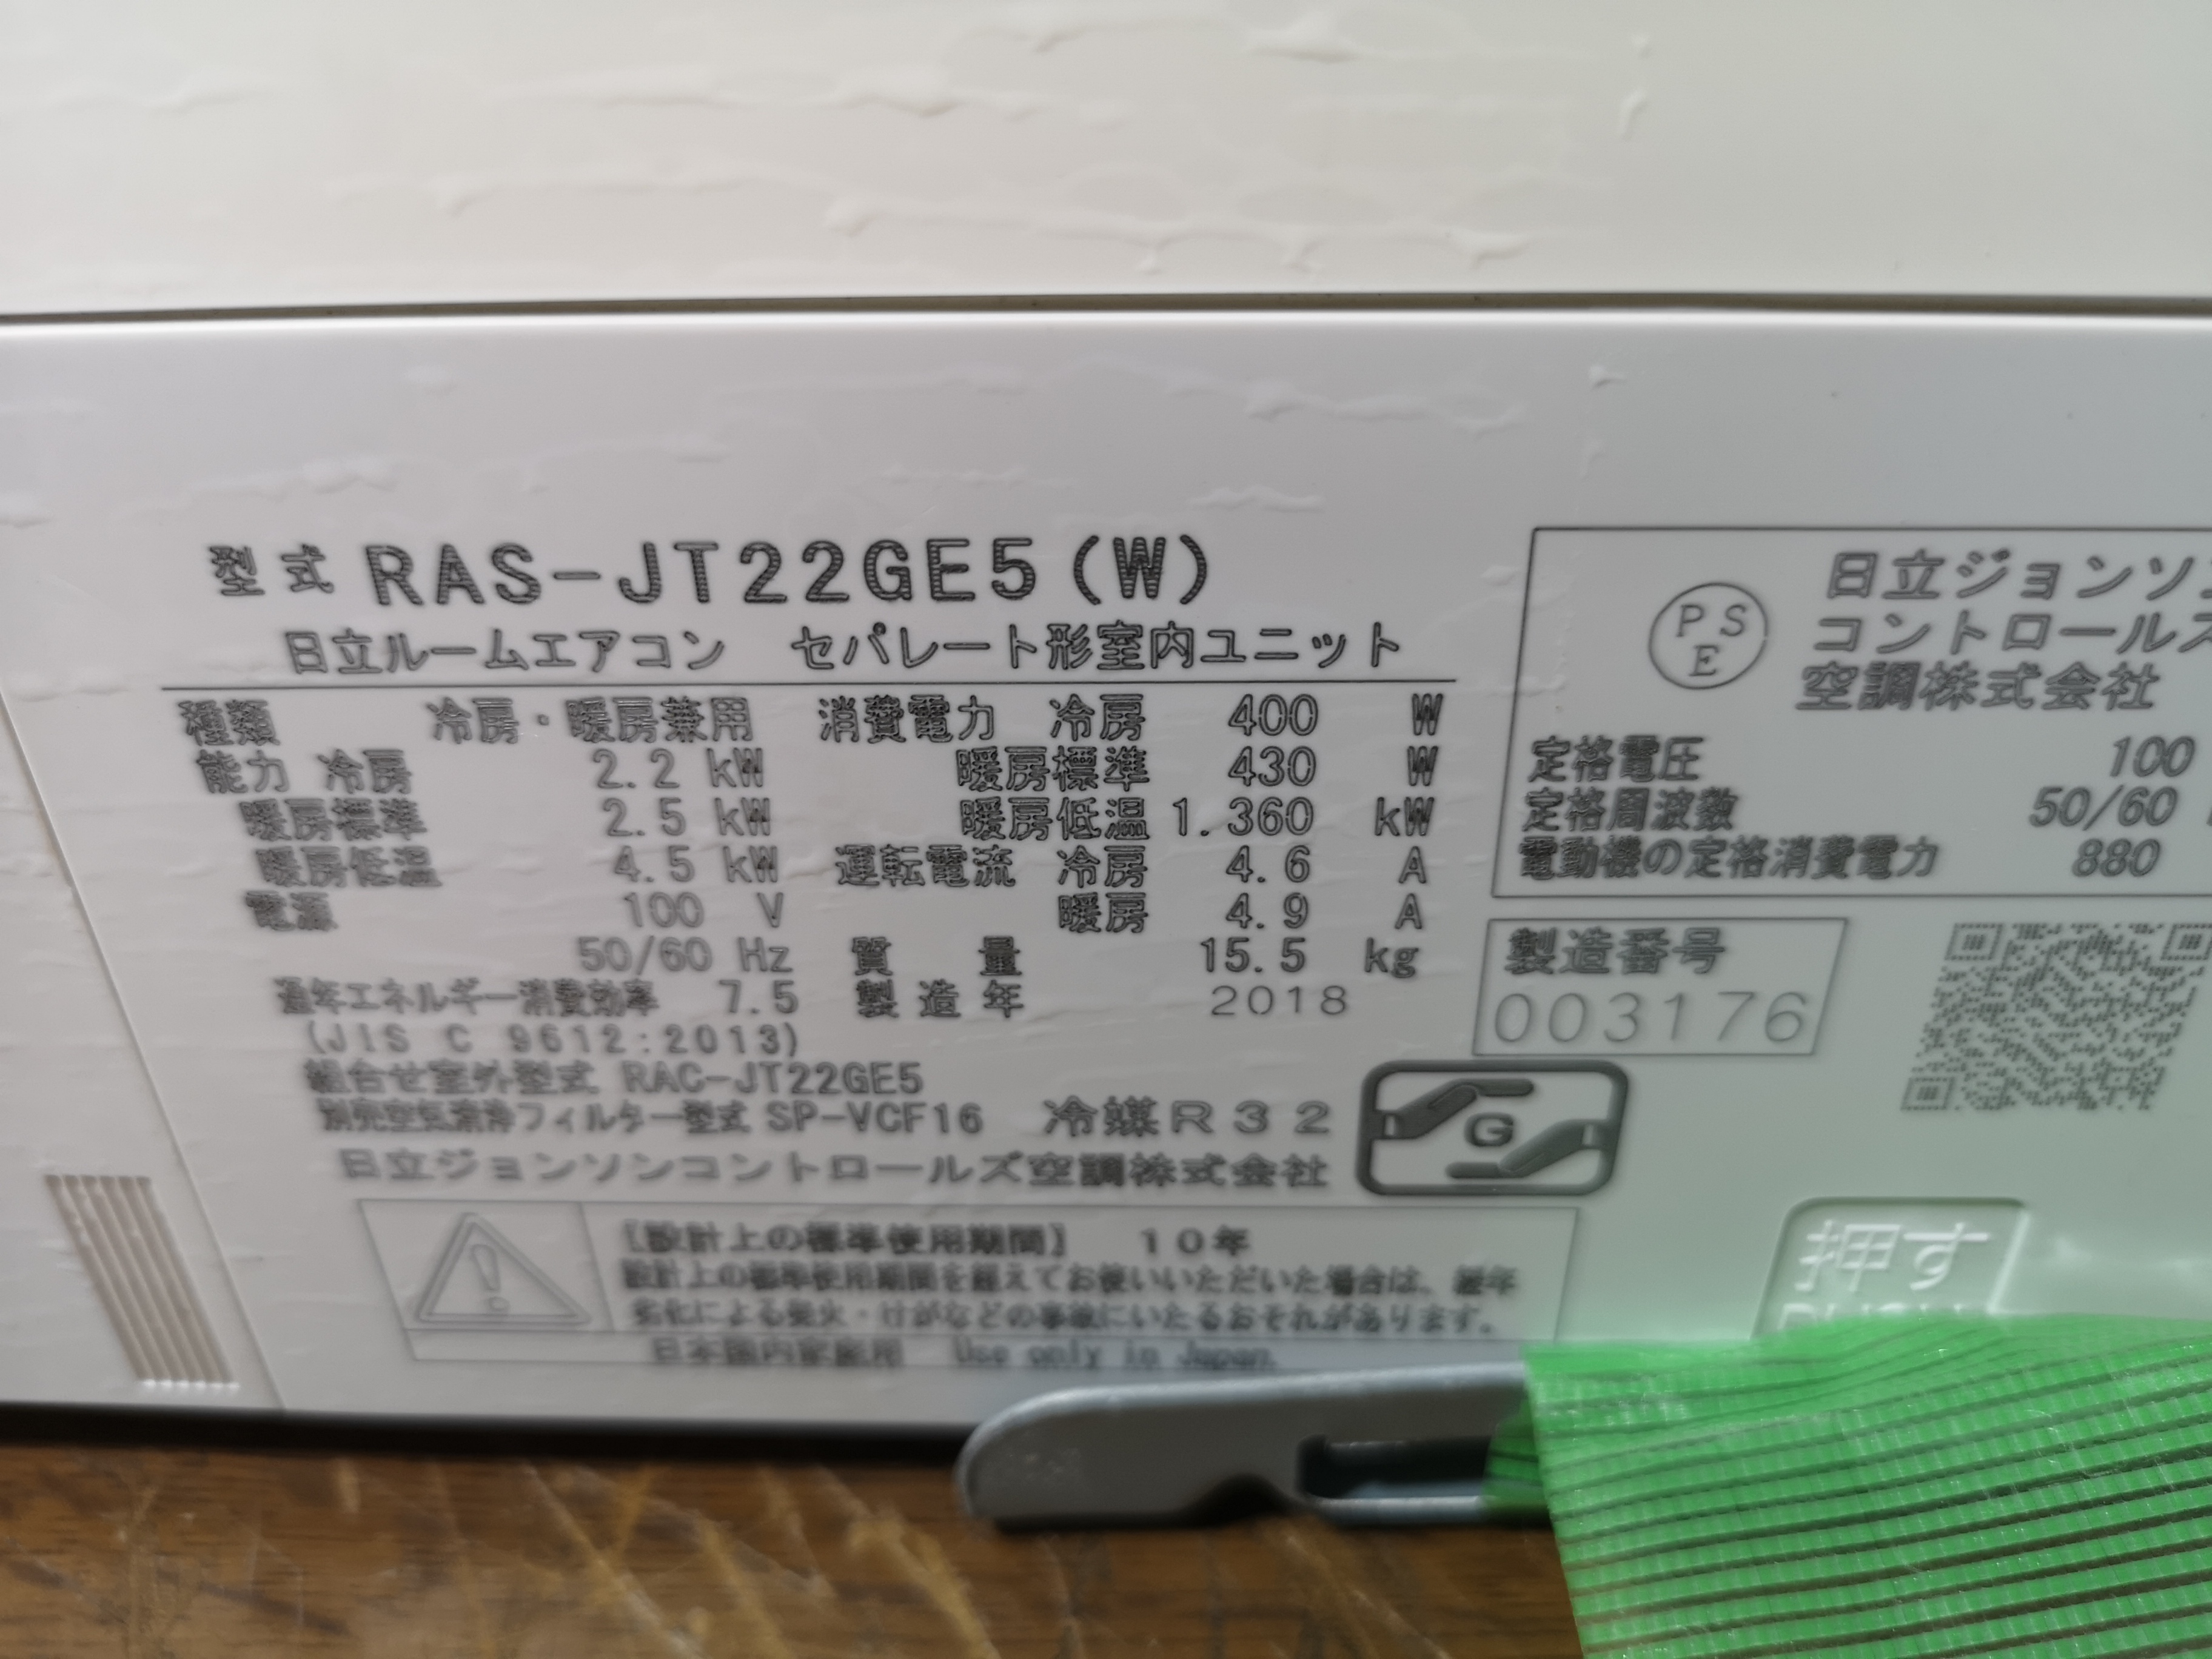 型式 RAS-JT22GE5(W)
日立ルームエアコン セパレート形室内ユニット
種類 冷房・暖房兼用 消費電力 冷房 400 W
能力 冷房 2.2 kW 暖房標準 430 W
暖房標準 2.5 kW 暖房低温 1.360 kW
暖房低温 4.5 kW 運転電流 冷房 4.6 A
電源 100 V 暖房 4.9 A
50/60 Hz 質量 15.5 kg
通年エネルギー消費効率 7.5 製造年 2018
(JIS C 9612:2013)
組合せ室外型式 RAC-JT22GE5
別売空気清浄フィルター型式 SP-VCF16 冷媒R32
日立ジョンソンコントロールズ空調株式会社
G
【設計上の標準使用期間】 10年
設計上の標準使用期間を超えてお使いいただいた場合は、経年
劣化による発火・けがなどの事故にいたるおそれがあります。
日本国内家庭用 Use only in Japan.
PSE
日立ジョンソン
コントロールズ
空調株式会社
定格電圧 100
定格周波数 50/60
電動機の定格消費電力 880
製造番号
003176
押す